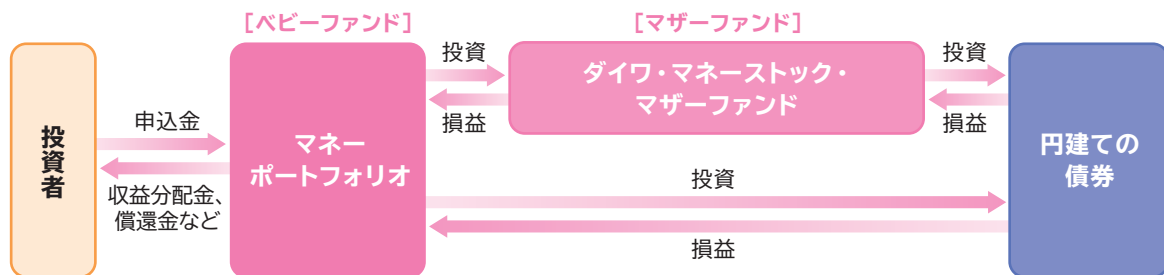 [ベビーファンド]
[マザーファンド]
投資者
申込金
収益分配金、
償還金など
マネー
ポートフォリオ
投資
損益
ダイワ・マネーストック・
マザーファンド
投資
損益
投資
損益
円建ての
債券